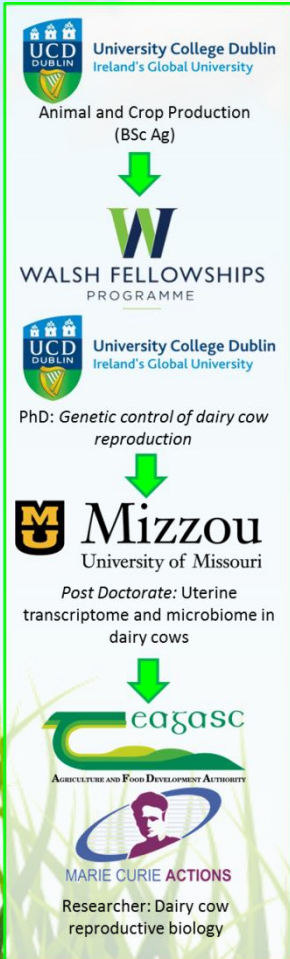 UCD
DUBLIN
University College Dublin
Ireland's Global University
Animal and Crop Production
(BSc Ag)
W
WALSH FELLOWSHIPS
PROGRAMME
UCD
DUBLIN
University College Dublin
Ireland's Global University
PhD: Genetic control of dairy cow
reproduction
MU
Mizzou
University of Missouri
Post Doctorate: Uterine
transcriptome and microbiome in
dairy cows
Teagasc
AGRICULTURE AND FOOD DEVELOPMENT AUTHORITY
MARIE CURIE ACTIONS
Researcher: Dairy cow
reproductive biology